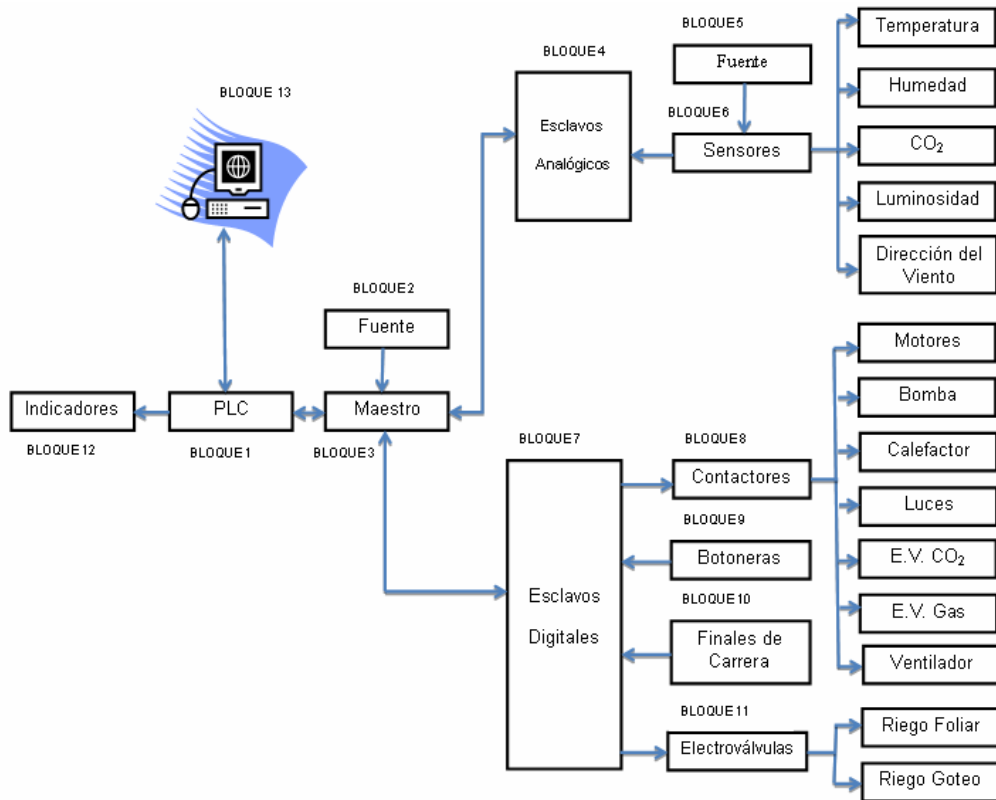 BLOQUE5
Fuente
BLOQUE4
Esclavos
Analógicos
BLOQUE6
Sensores
Temperatura
Humedad
CO₂
Luminosidad
Dirección del
Viento
BLOQUE 13
BLOQUE2
Fuente
Indicadores
BLOQUE12
PLC
BLOQUE1
Maestro
BLOQUE3
BLOQUE7
Esclavos
Digitales
BLOQUE8
Contactores
BLOQUE9
Botoneras
BLOQUE10
Finales de
Carrera
BLOQUE11
Electroválvulas
Motores
Bomba
Calefactor
Luces
E.V. CO₂
E.V. Gas
Ventilador
Riego Foliar
Riego Goteo